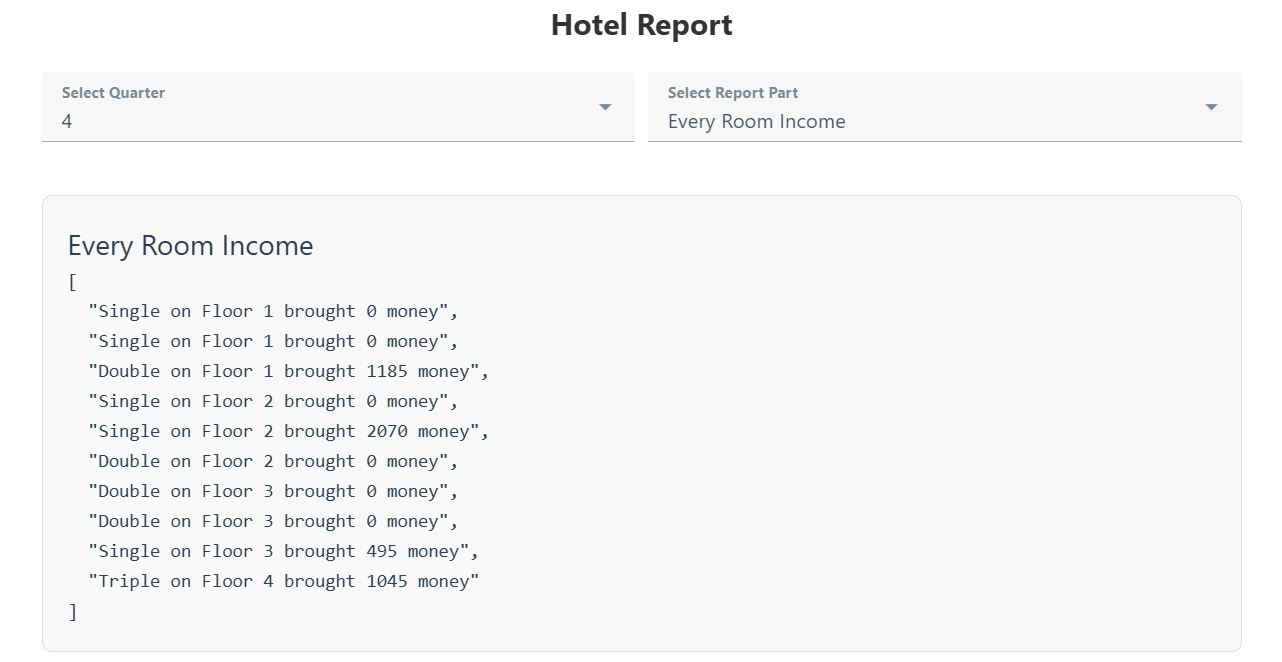 Hotel Report
Select Quarter
4
Select Report Part
Every Room Income
Every Room Income
[
"Single on Floor 1 brought 0 money",
"Single on Floor 1 brought 0 money",
"Double on Floor 1 brought 1185 money",
"Single on Floor 2 brought 0 money",
"Single on Floor 2 brought 2070 money",
"Double on Floor 2 brought 0 money",
"Double on Floor 3 brought 0 money",
"Double on Floor 3 brought 0 money",
"Single on Floor 3 brought 495 money",
"Triple on Floor 4 brought 1045 money"
]